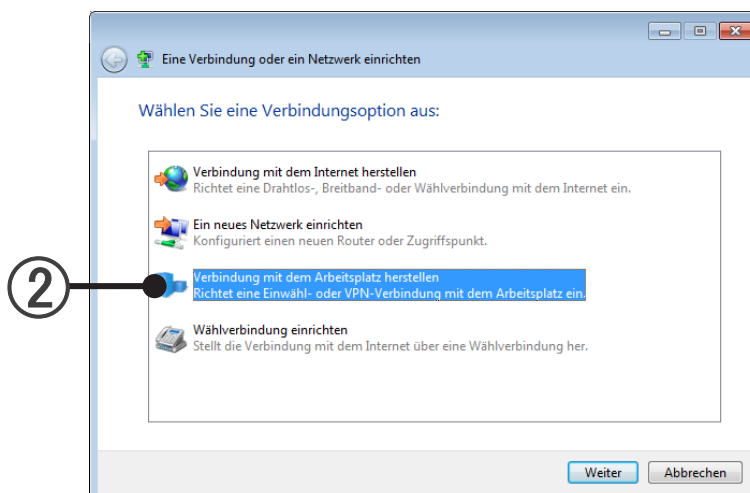 Eine Verbindung oder ein Netzwerk einrichten
Wählen Sie eine Verbindungsoption aus:
Verbindung mit dem Internet herstellen
Richtet eine Drahtlos-, Breitband- oder Wählverbindung mit dem Internet ein.
Ein neues Netzwerk einrichten
Konfiguriert einen neuen Router oder Zugriffspunkt.
2
Verbindung mit dem Arbeitsplatz herstellen
Richtet eine Einwähl- oder VPN-Verbindung mit dem Arbeitsplatz ein.
Wählverbindung einrichten
Stellt die Verbindung mit dem Internet über eine Wählverbindung her.
Weiter
Abbrechen